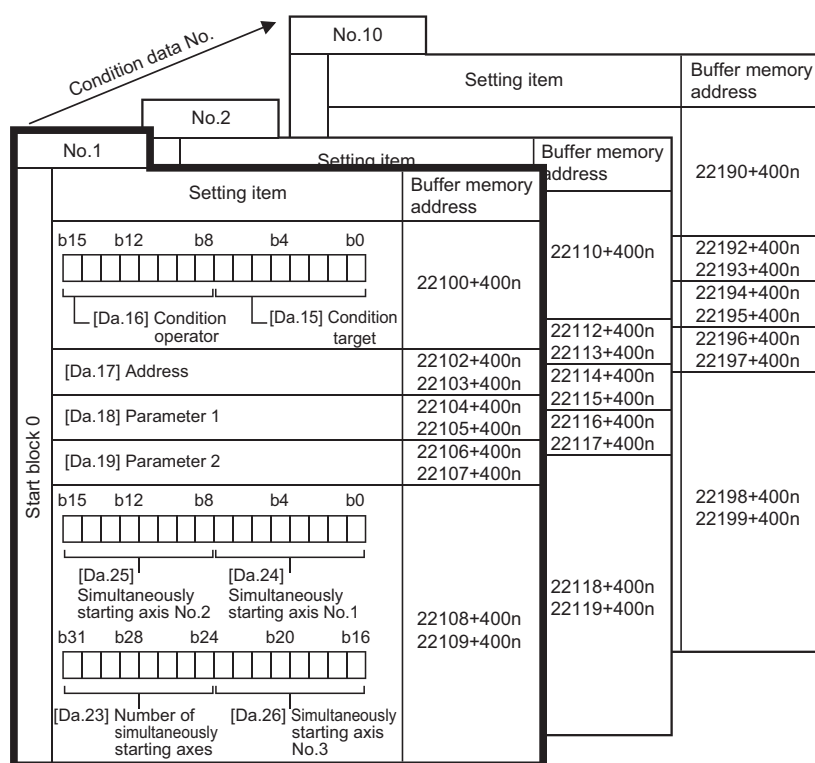 Condition data No.
No.10
Setting item
Buffer memory
address
22190+400n
22192+400n
22193+400n
22194+400n
22195+400n
22196+400n
22197+400n
22198+400n
22199+400n
No.2
Setting item
Buffer memory
address
22110+400n
22112+400n
22113+400n
22114+400n
22115+400n
22116+400n
22117+400n
22118+400n
22119+400n
No.1
Start block 0
Setting item
Buffer memory
address
b15 b12 b8 b4 b0
[Da.16] Condition
operator
[Da.15] Condition
target
22100+400n
[Da.17] Address
22102+400n
22103+400n
[Da.18] Parameter 1
22104+400n
22105+400n
[Da.19] Parameter 2
22106+400n
22107+400n
b15 b12 b8 b4 b0
[Da.25]
Simultaneously
starting axis No.2
[Da.24]
Simultaneously
starting axis No.1
b31 b28 b24 b20 b16
[Da.23] Number of
simultaneously
starting axes
[Da.26] Simultaneously
starting axis
No.3
22108+400n
22109+400n